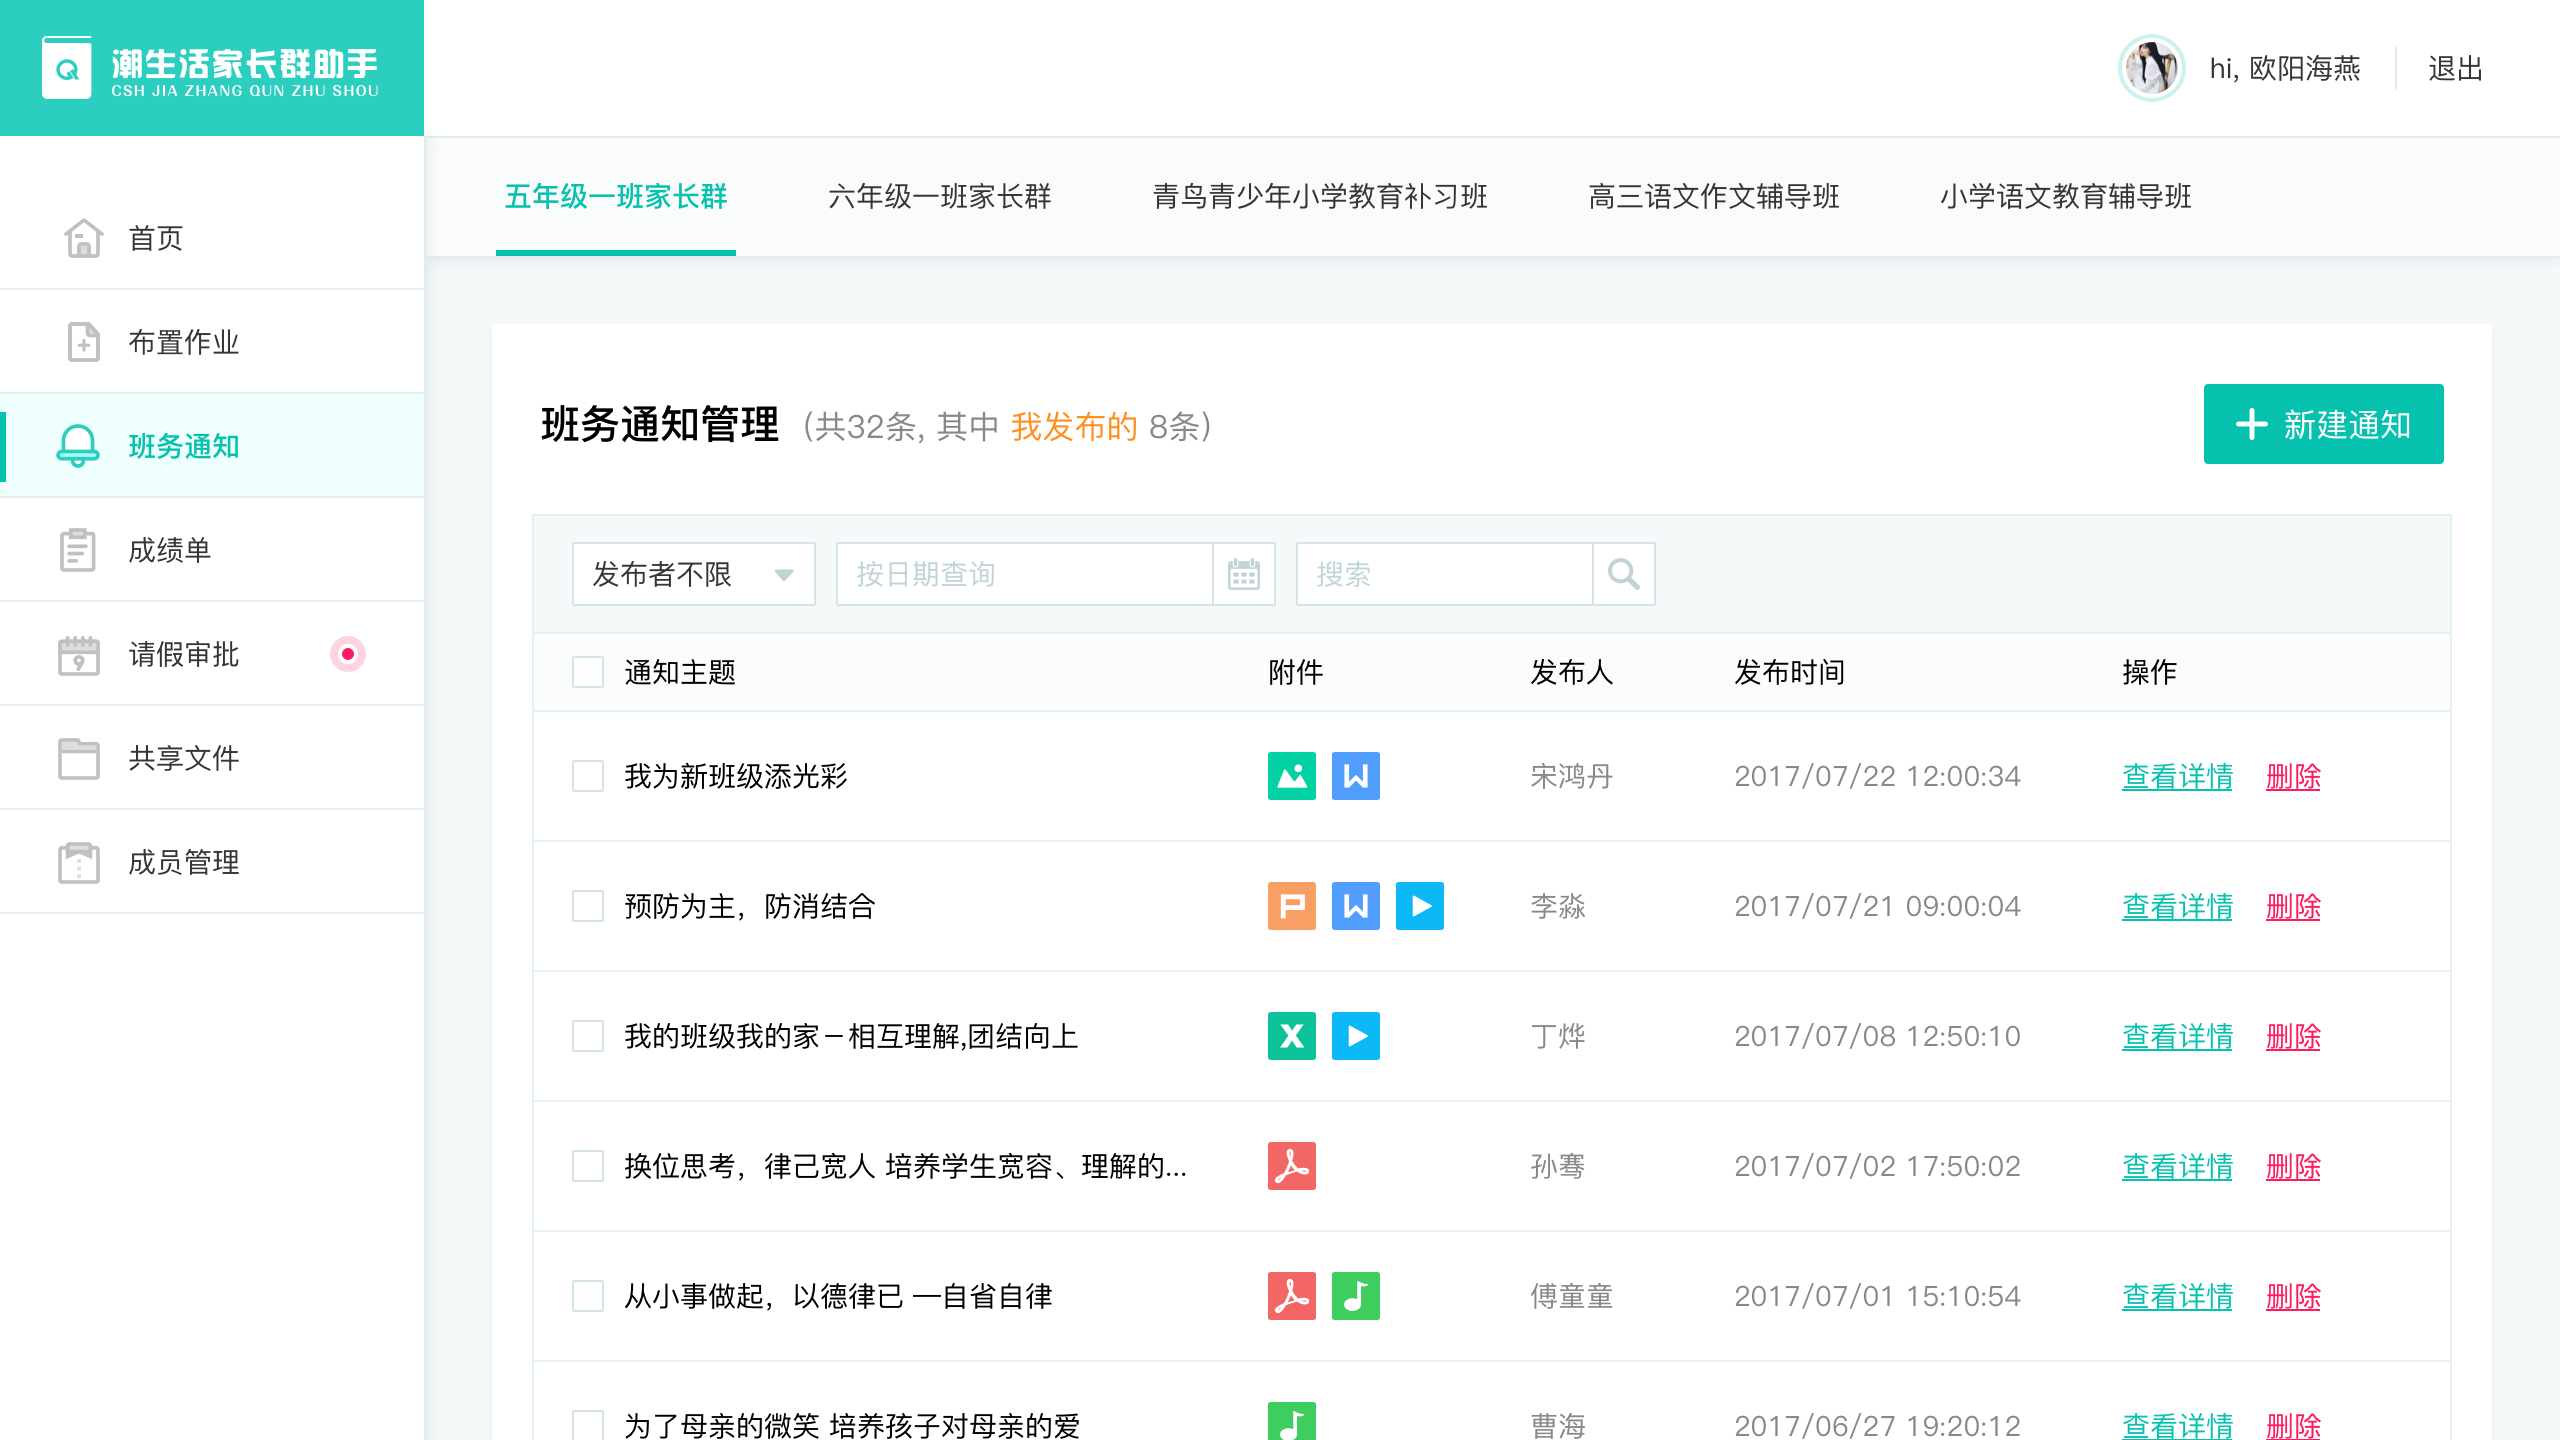 潮生活家长群助手
CSH JIA ZHANG QUN ZHU SHOU
hi, 欧阳海燕
退出
五年级一班家长群 六年级一班家长群 青鸟青少年小学教育补习班 高三语文作文辅导班 小学语文教育辅导班
首页
布置作业
班务通知
成绩单
请假审批
共享文件
成员管理
班务通知管理 (共32条, 其中 我发布的 8条)
新建通知
发布者不限 按日期查询 搜索
通知主题 附件 发布人 发布时间 操作
我为新班级添光彩 宋鸿丹 2017/07/22 12:00:34 查看详情 删除
预防为主，防消结合 李淼 2017/07/21 09:00:04 查看详情 删除
我的班级我的家－相互理解,团结向上 丁烨 2017/07/08 12:50:10 查看详情 删除
换位思考，律己宽人 培养学生宽容、理解的... 孙骞 2017/07/02 17:50:02 查看详情 删除
从小事做起，以德律已 —自省自律 傅童童 2017/07/01 15:10:54 查看详情 删除
为了母亲的微笑 培养孩子对母亲的爱 曹海 2017/06/27 19:20:12 查看详情 删除